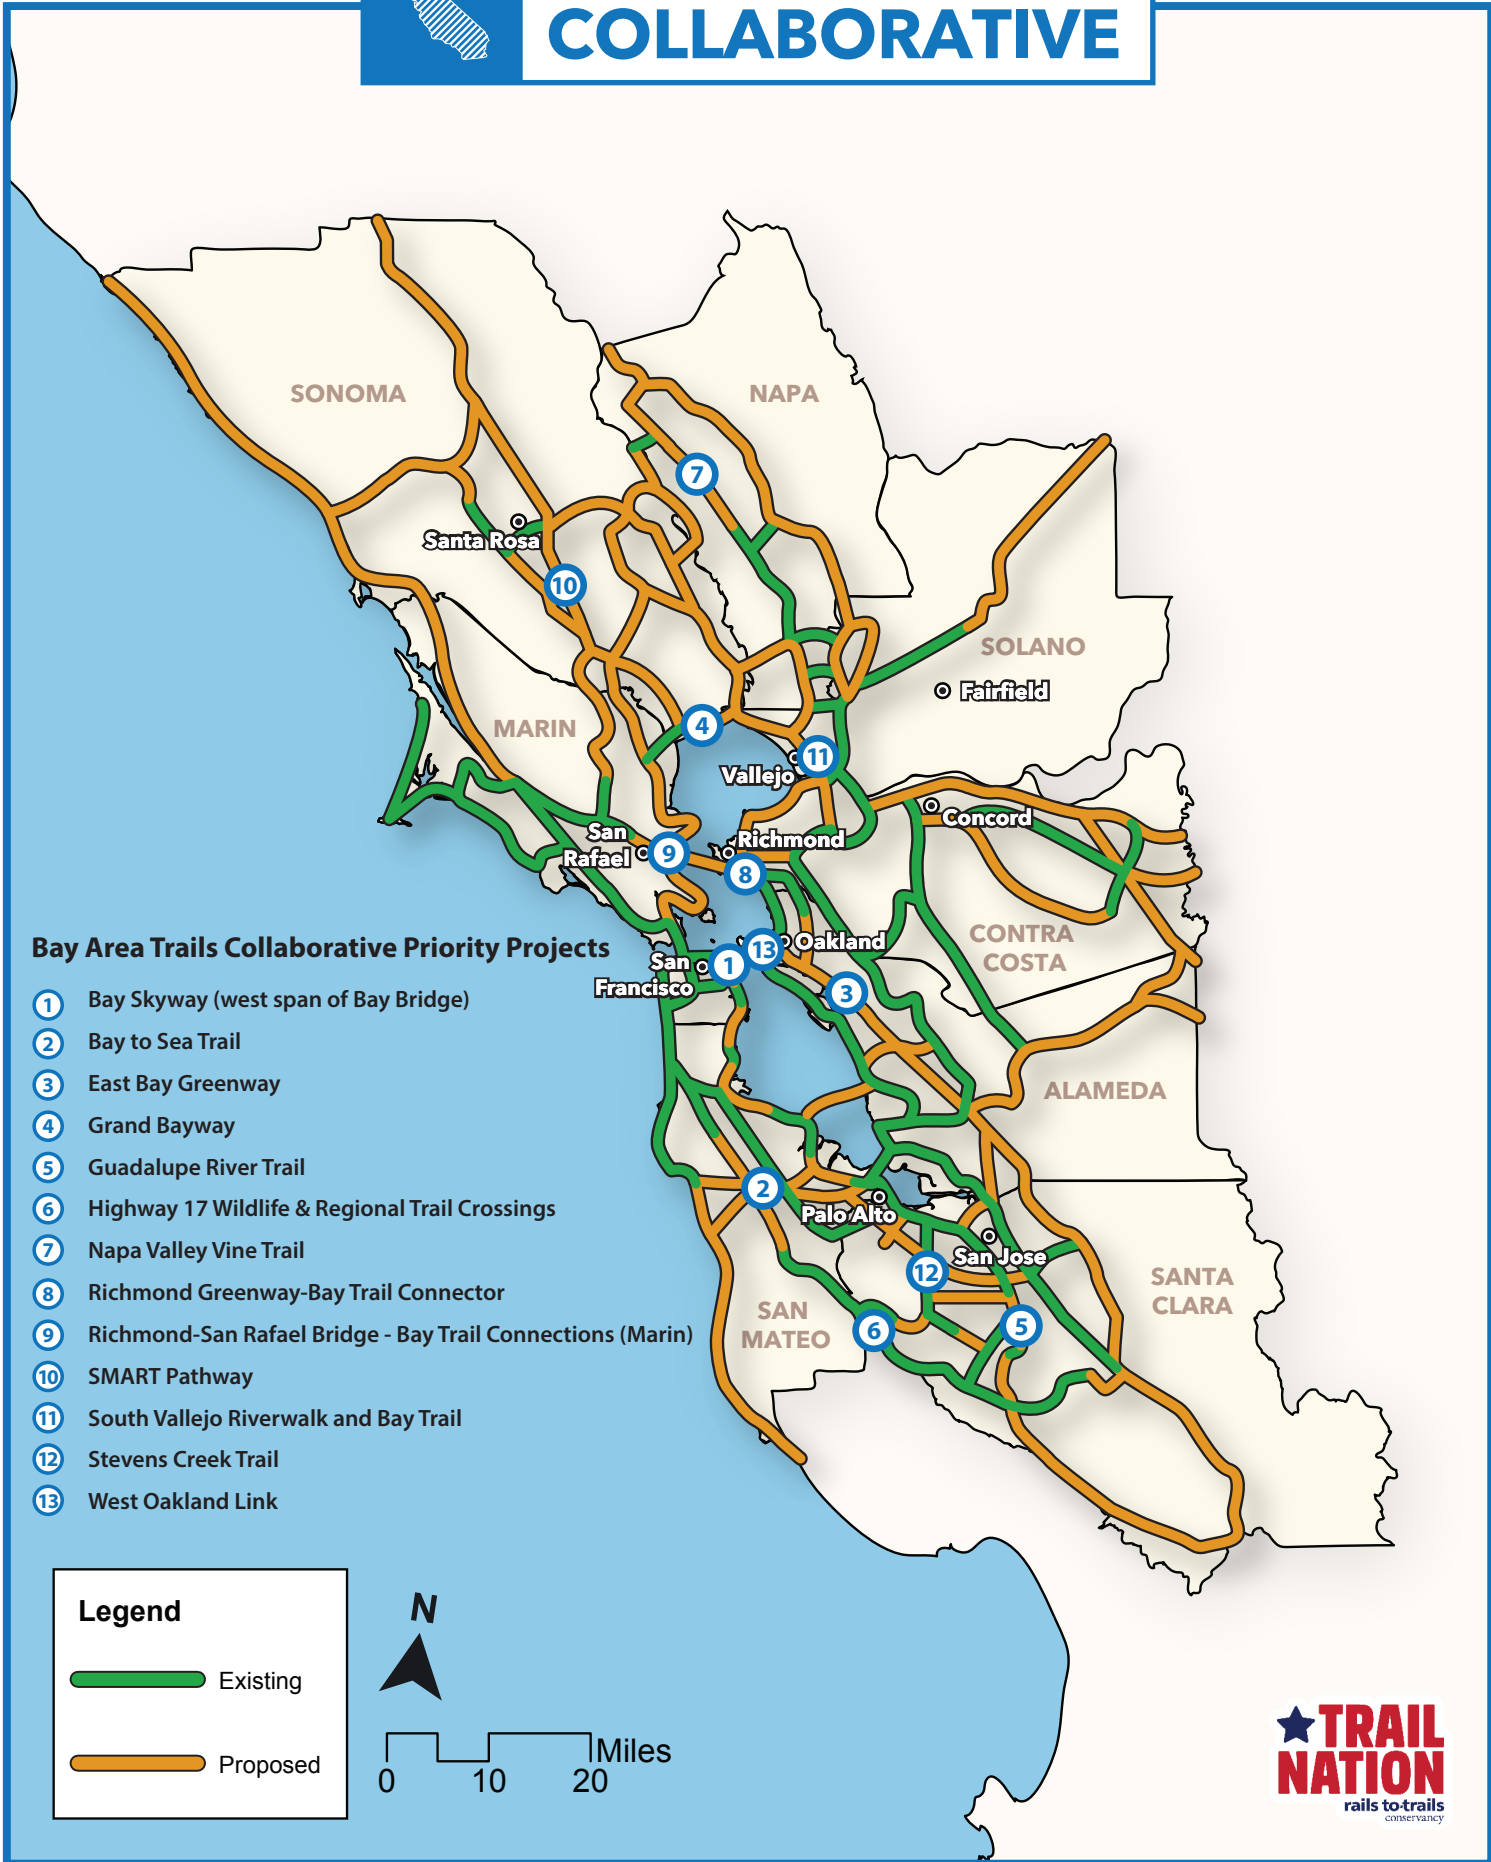 COLLABORATIVE
SONOMA
NAPA
7
Santa Rosa
10
SOLANO
Fairfield
MARIN
4
11
Vallejo
Concord
San
Rafael
9
Richmond
8
CONTRA
COSTA
Oakland
13
San
Francisco
1
3
ALAMEDA
2
Palo Alto
San Jose
12
SANTA
CLARA
SAN
MATEO
6
5
Bay Area Trails Collaborative Priority Projects
1 Bay Skyway (west span of Bay Bridge)
2 Bay to Sea Trail
3 East Bay Greenway
4 Grand Bayway
5 Guadalupe River Trail
6 Highway 17 Wildlife & Regional Trail Crossings
7 Napa Valley Vine Trail
8 Richmond Greenway-Bay Trail Connector
9 Richmond-San Rafael Bridge - Bay Trail Connections (Marin)
10 SMART Pathway
11 South Vallejo Riverwalk and Bay Trail
12 Stevens Creek Trail
13 West Oakland Link
Legend
Existing
Proposed
N
Miles
0 10 20
TRAIL
NATION
rails to-trails
conservancy